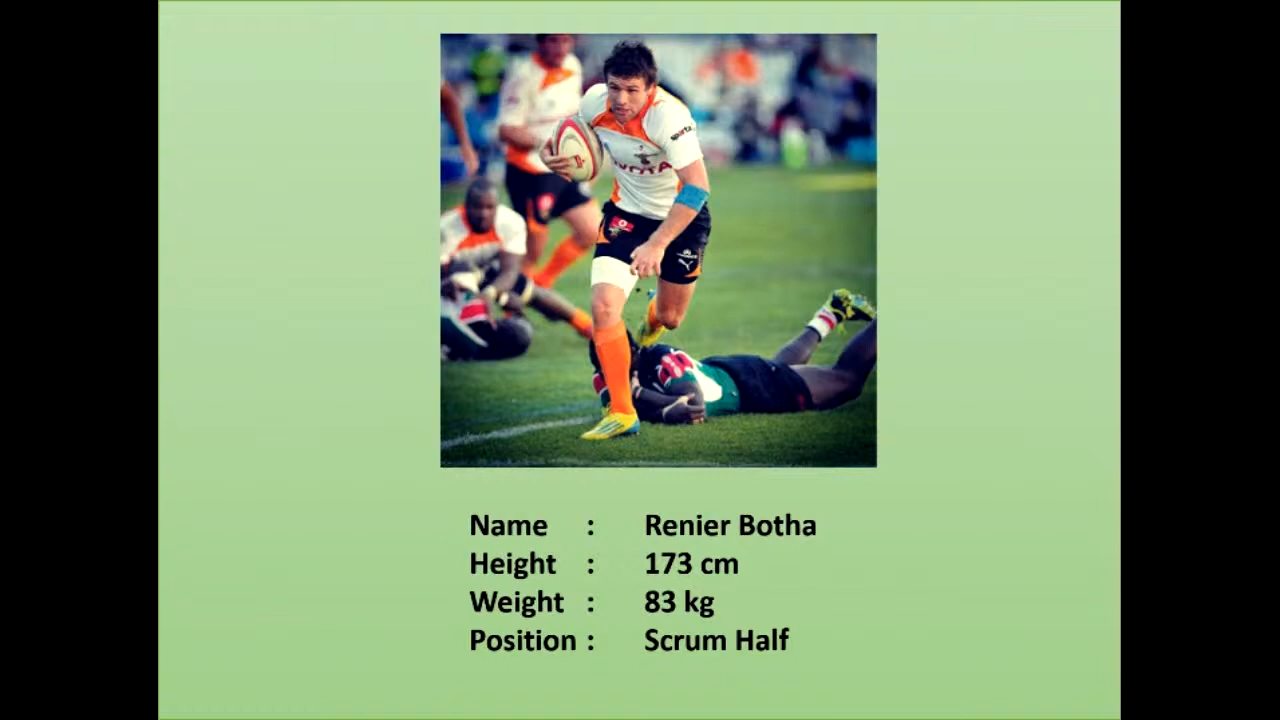 Name : Renier Botha
Height : 173 cm
Weight : 83 kg
Position : Scrum Half